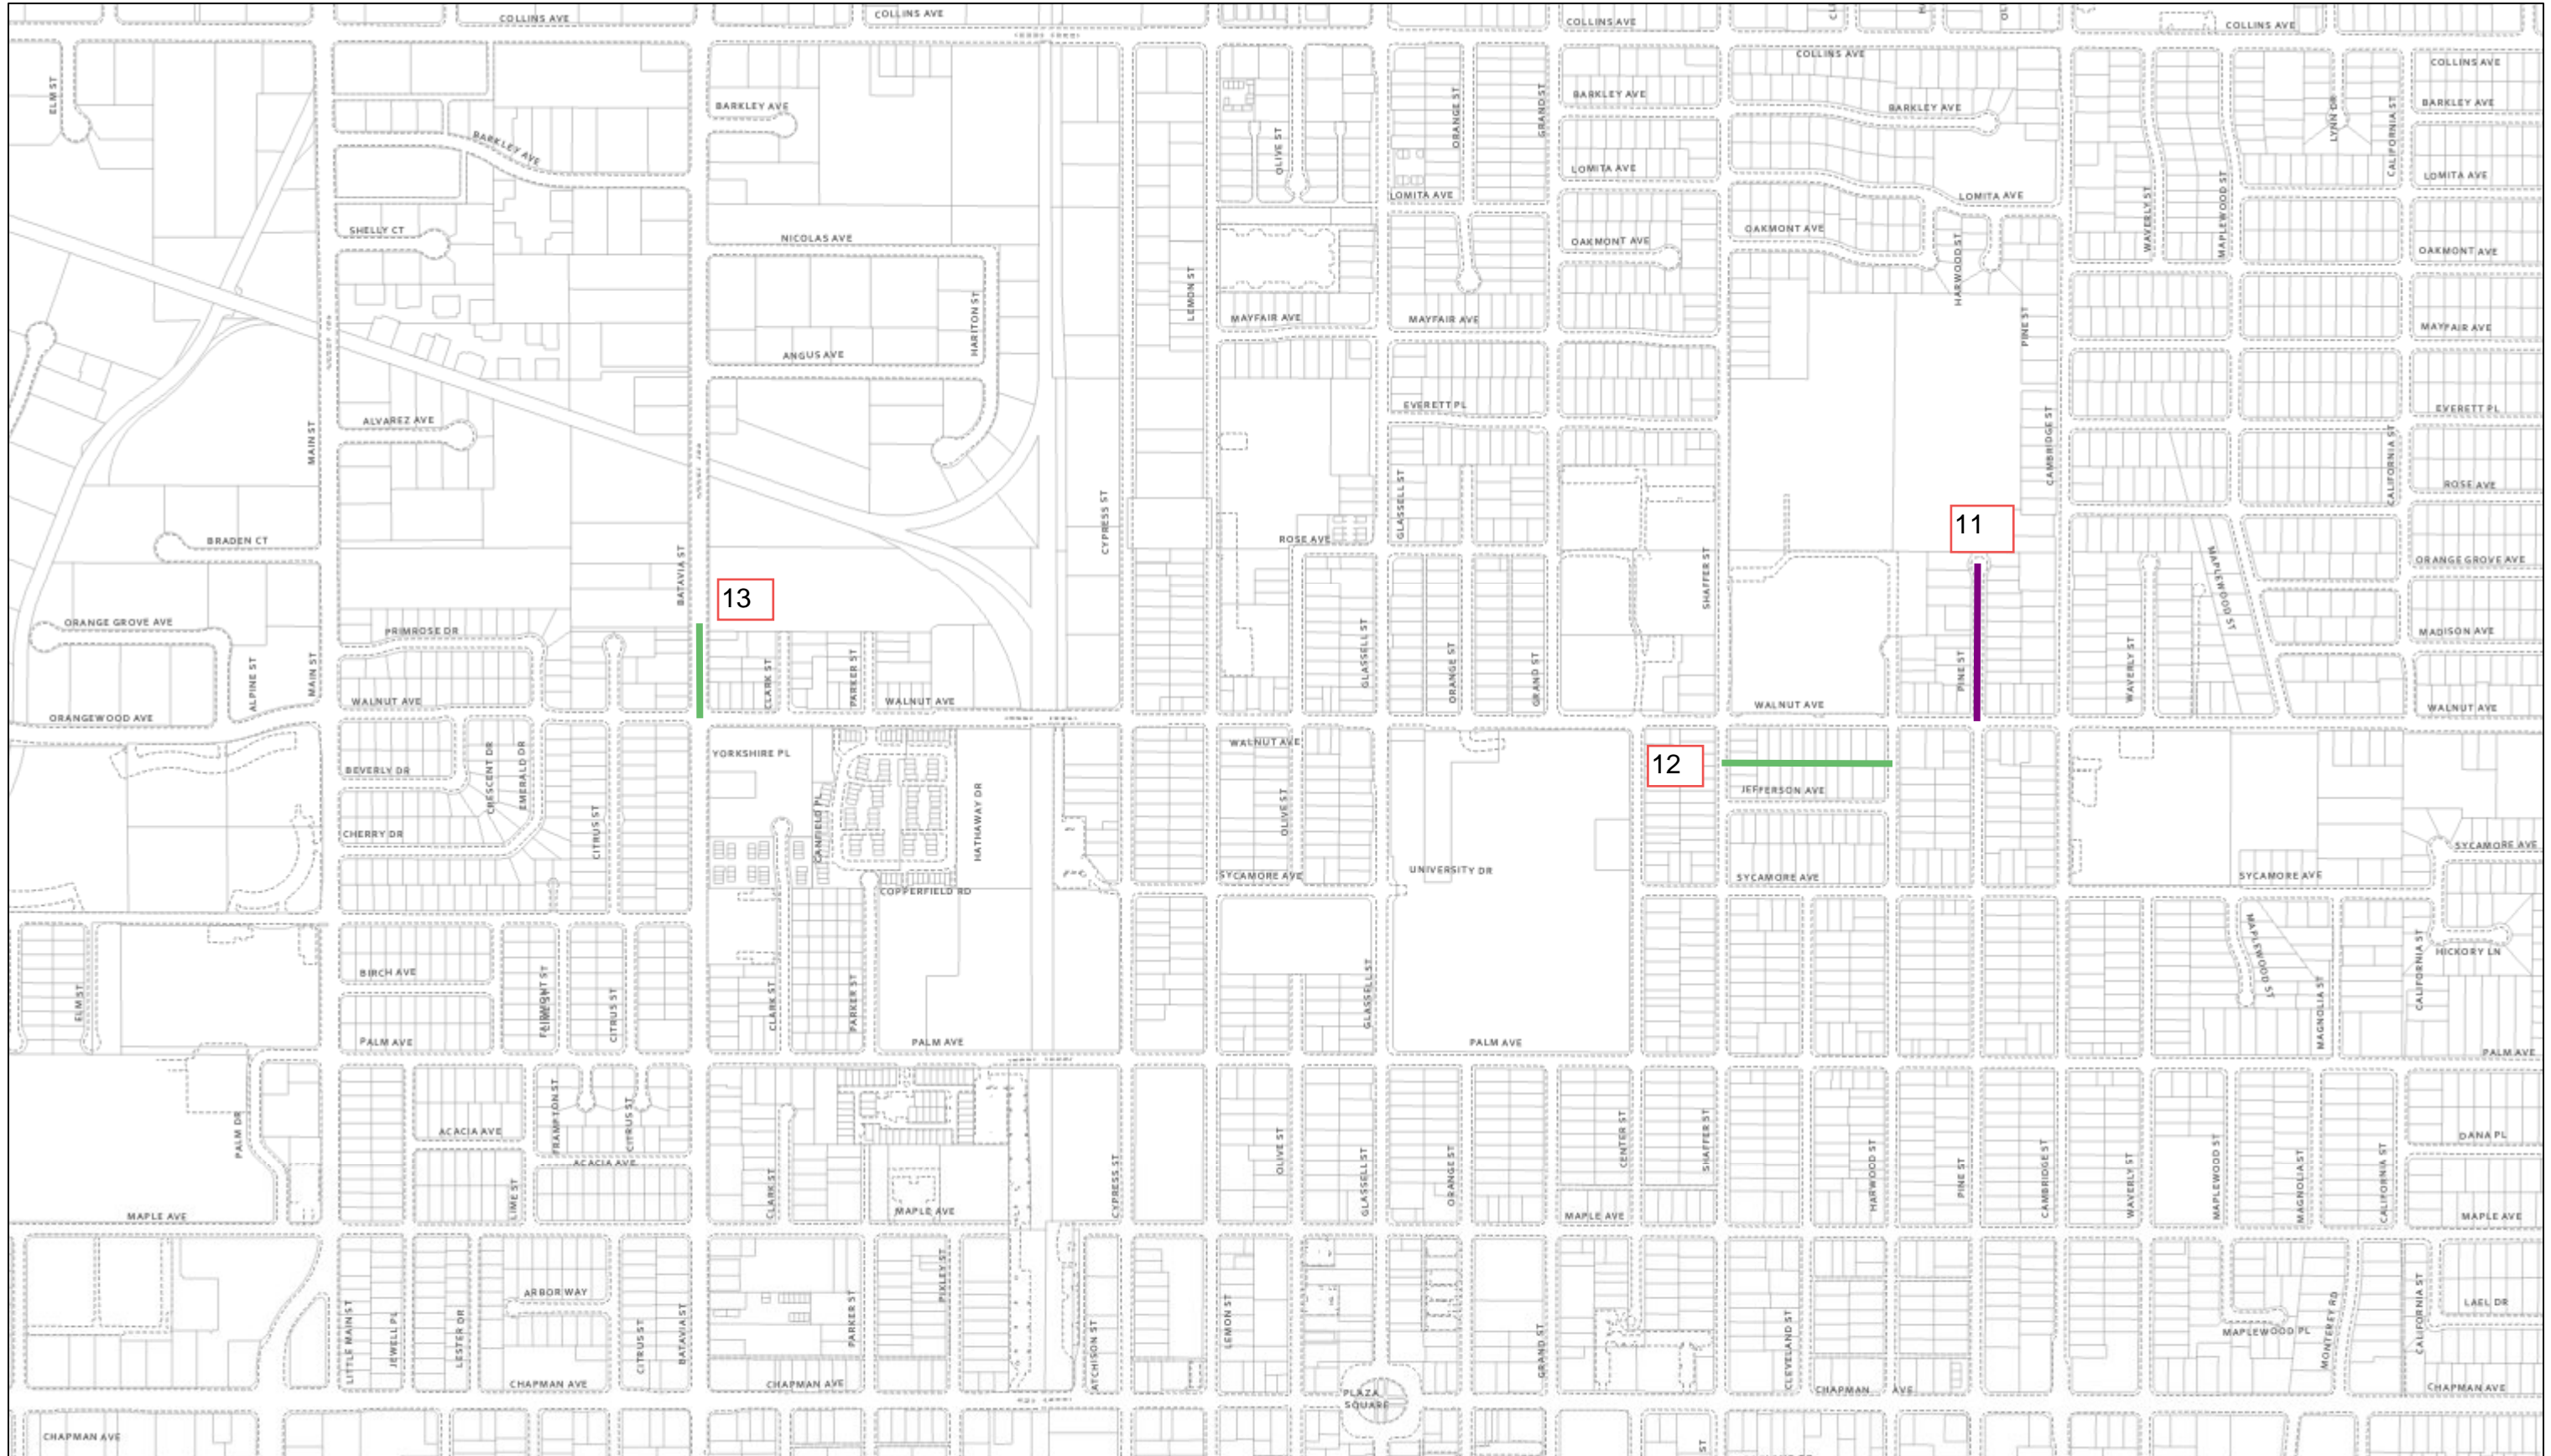 COLLINS AVE
COLLINS AVE
COLLINS AVE
COLLINS AVE
COLLINS AVE
COLLINS AVE
ELM ST
BARKLEY AVE
BARKLEY AVE
ORANGE ST
GRAND ST
BARKLEY AVE
BARKLEY AVE
LYNN DR
CALIFORNIA ST
BARKLEY AVE
BARKLEY AVE
OLIVE ST
LOMITA AVE
LOMITA AVE
LOMITA AVE
LOMITA AVE
WAVERLY ST
MAPLEWOOD ST
SHELLY CT
NICOLAS AVE
OAKMONT AVE
OAKMONT AVE
HARWOOD ST
OAKMONT AVE
HARITON ST
LEMON ST
MAYFAIR AVE
MAYFAIR AVE
PINE ST
MAYFAIR AVE
ANGUS AVE
MAIN ST
ALVAREZ AVE
EVERETT PL
CAMBRIDGE ST
CALIFORNIA ST
EVERETT PL
GLASSELL ST
ROSE AVE
CYPRESS ST
11
BRADEN CT
BATAVIA ST
ROSE AVE
SHAFFER ST
MAPLEWOOD ST
ORANGE GROVE AVE
13
ORANGE GROVE AVE
PRIMROSE DR
MADISON AVE
ALPINE ST
MAIN ST
CLARK ST
PARKER ST
GLASSELL ST
ORANGE ST
GRAND ST
PINE ST
WAVERLY ST
ORANGEWOOD AVE
WALNUT AVE
WALNUT AVE
WALNUT AVE
WALNUT AVE
YORKSHIRE PL
WALNUT AVE
12
BEVERLY DR
CRESCENT DR
EMERALD DR
JEFFERSON AVE
CHERRY DR
CITRUS ST
CANFIELD PL
HATHAWAY DR
OLIVE ST
SYCAMORE AVE
COPPERFIELD RD
SYCAMORE AVE
UNIVERSITY DR
SYCAMORE AVE
SYCAMORE AVE
BIRCH AVE
MAPLEWOOD ST
CALIFORNIA ST
HICKORY LN
ELM ST
FAIRMONT ST
CITRUS ST
CLARK ST
PARKER ST
GLASSELL ST
MAGNOLIA ST
PALM AVE
PALM AVE
PALM AVE
PALM AVE
PALM DR
ACACIA AVE
FRAMPTON ST
CITRUS ST
ACACIA AVE
LIME ST
CLARK ST
CYPRESS ST
OLIVE ST
GLASSELL ST
ORANGE ST
CENTER ST
SHAFFER ST
HARWOOD ST
PINE ST
CAMBRIDGE ST
WAVERLY ST
MAPLEWOOD ST
MAGNOLIA ST
CALIFORNIA ST
DANA PL
MAPLE AVE
MAPLE AVE
MAPLE AVE
MAPLE AVE
LITTLE MAIN ST
JEWELL PL
LESTER DR
ARBOR WAY
CITRUS ST
BATAVIA ST
PARKER ST
PIXLEY ST
ATCHISON ST
LEMON ST
GRAND ST
CLEVELAND ST
MAPLEWOOD PL
MONTEREY RD
CALIFORNIA ST
LAEL DR
CHAPMAN AVE
CHAPMAN AVE
PLAZA
SQUARE
CHAPMAN AVE
CHAPMAN AVE
CHAPMAN AVE
ST